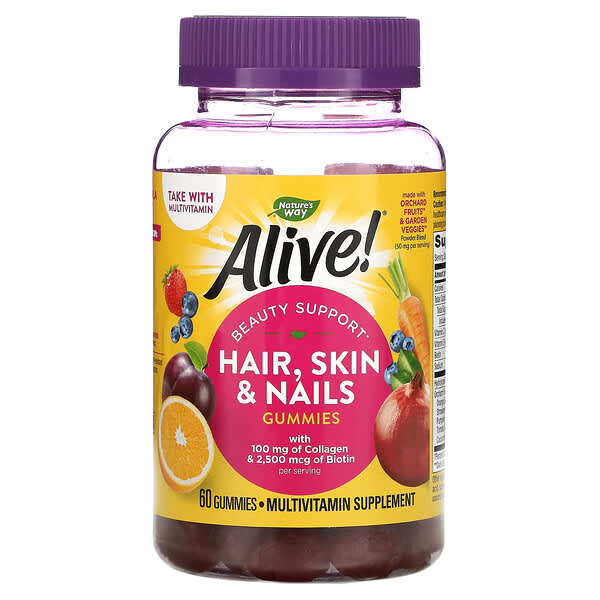 TAKE WITH
MULTIVITAMIN
Nature's
way
Alive!
made with
ORCHARD
FRUITS™
& GARDEN
VEGGIES™
Powder Blend
(50 mg per serving)
BEAUTY SUPPORT*
HAIR, SKIN
& NAILS
GUMMIES
with
100 mg of Collagen
& 2,500 mcg of Biotin
per serving
60 GUMMIES • MULTIVITAMIN SUPPLEMENT